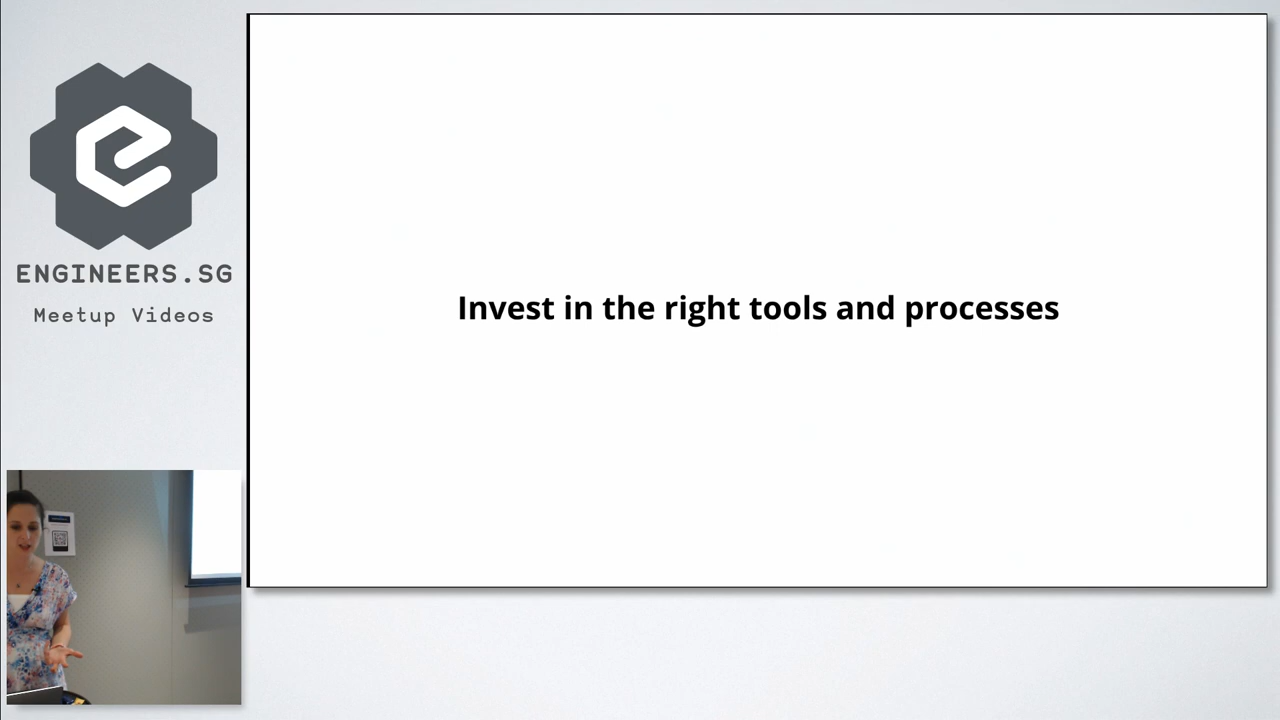 ENGINEERS.SG
Meetup Videos
Invest in the right tools and processes